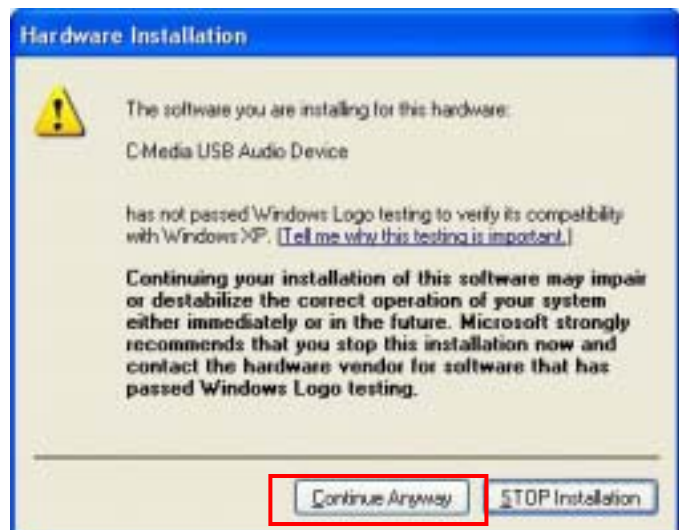 Hardware Installation
The software you are installing for this hardware:
C-Media USB Audio Device
has not passed Windows Logo testing to verify its compatibility
with Windows XP. (Tell me why this testing is important.)
Continuing your installation of this software may impair
or destabilize the correct operation of your system
either immediately or in the future. Microsoft strongly
recommends that you stop this installation now and
contact the hardware vendor for software that has
passed Windows Logo testing.
Continue Anyway
STOP Installation